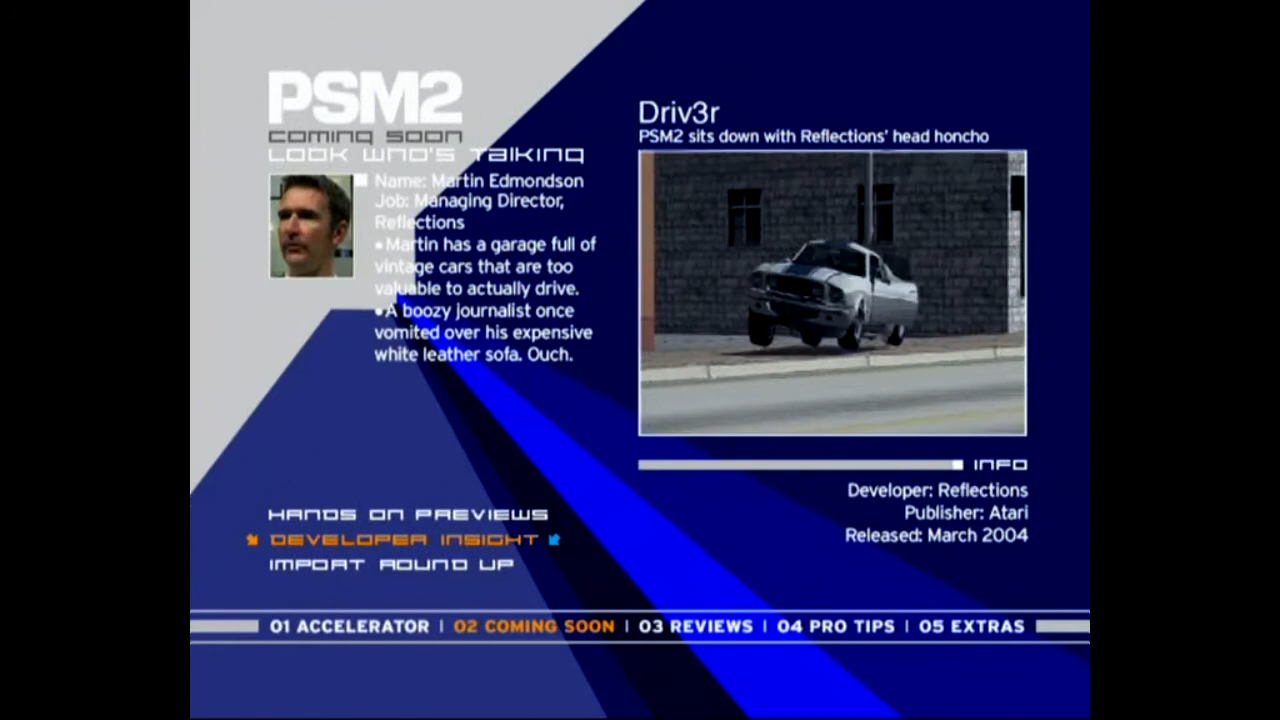 PSM2
COMING SOON
LOOK WHO'S TALKING
Name: Martin Edmondson
Job: Managing Director,
Reflections
•Martin has a garage full of
vintage cars that are too
valuable to actually drive.
•A boozy journalist once
vomited over his expensive
white leather sofa. Ouch.
Driv3r
PSM2 sits down with Reflections' head honcho
INFO
Developer: Reflections
Publisher: Atari
Released: March 2004
HANDS ON PREVIEWS
DEVELOPER INSIGHT
IMPORT ROUND UP
01 ACCELERATOR | 02 COMING SOON | 03 REVIEWS | 04 PRO TIPS | 05 EXTRAS